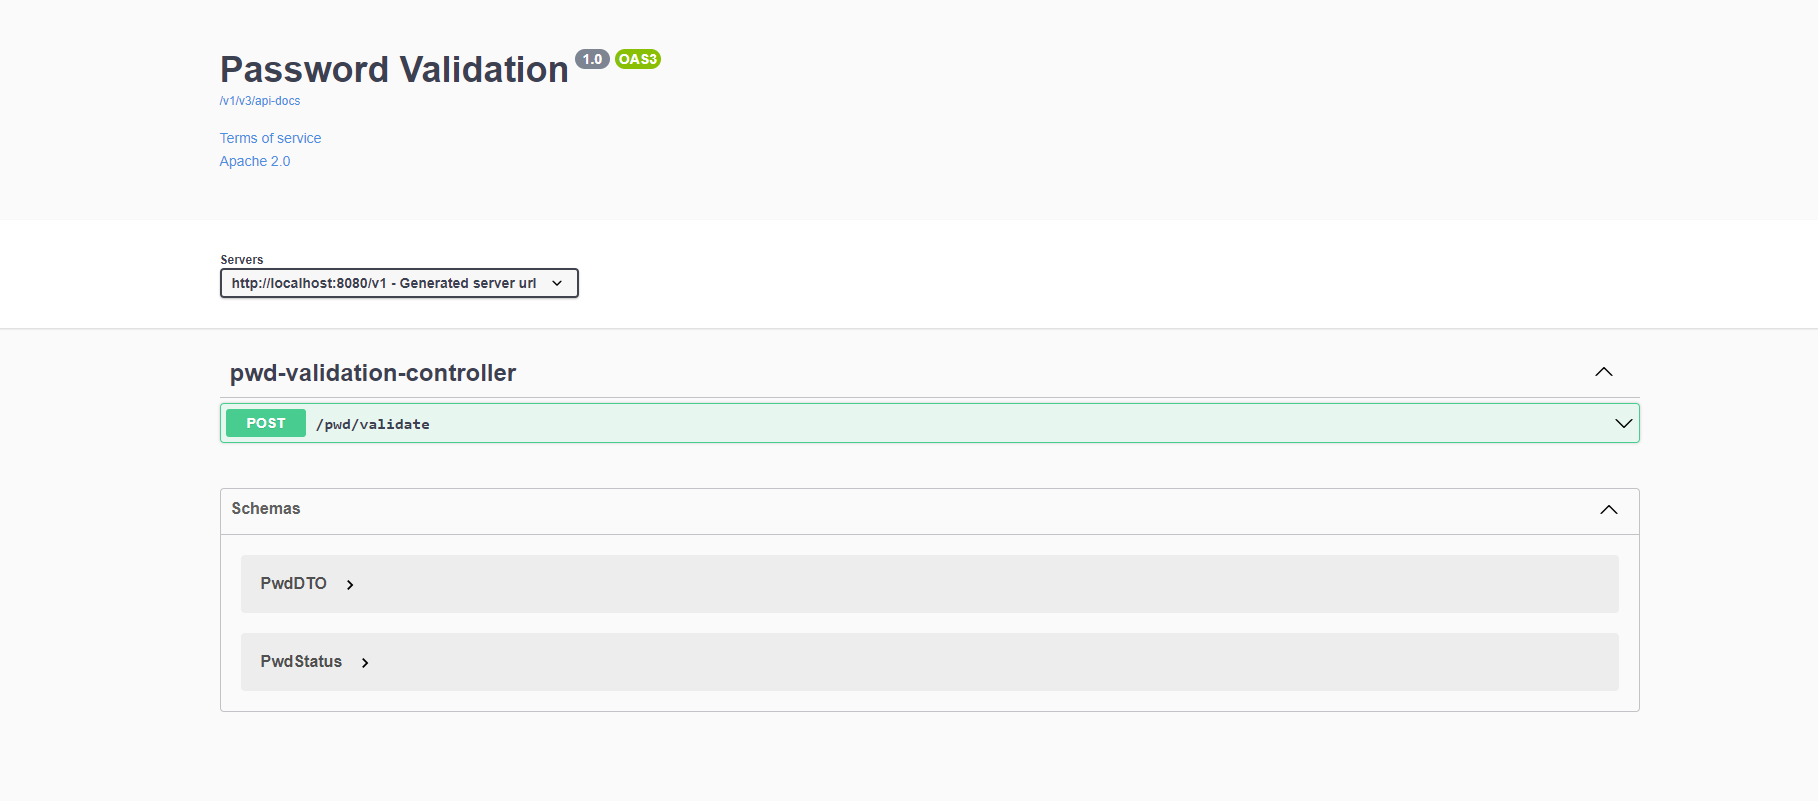 Password Validation 1.0 OAS3
/v1/v3/api-docs
Terms of service
Apache 2.0
Servers
http://localhost:8080/v1 - Generated server url
pwd-validation-controller
POST /pwd/validate
Schemas
PwdDTO
PwdStatus